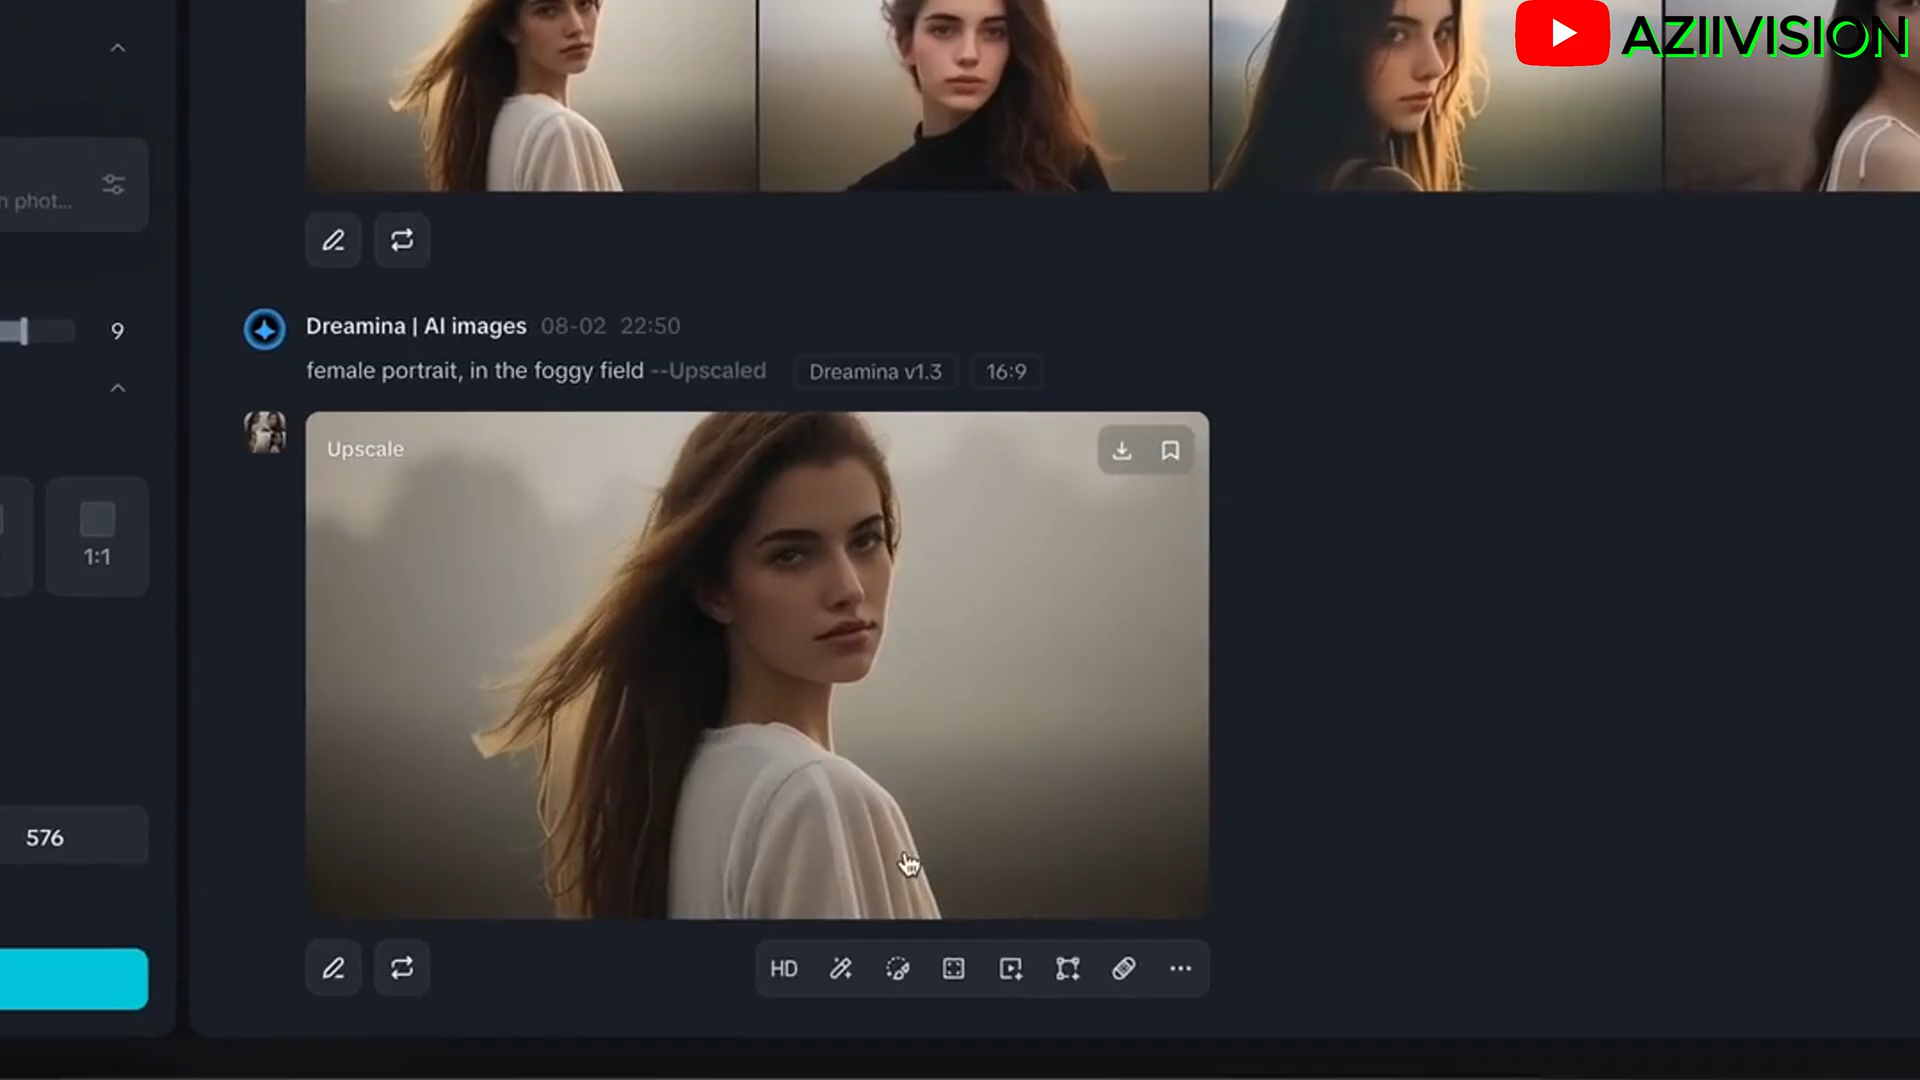 AZIIVISION
h phot...
9
Dreamina | AI images 08-02 22:50
female portrait, in the foggy field --Upscaled Dreamina v1.3 16:9
Upscale
1:1
576
HD